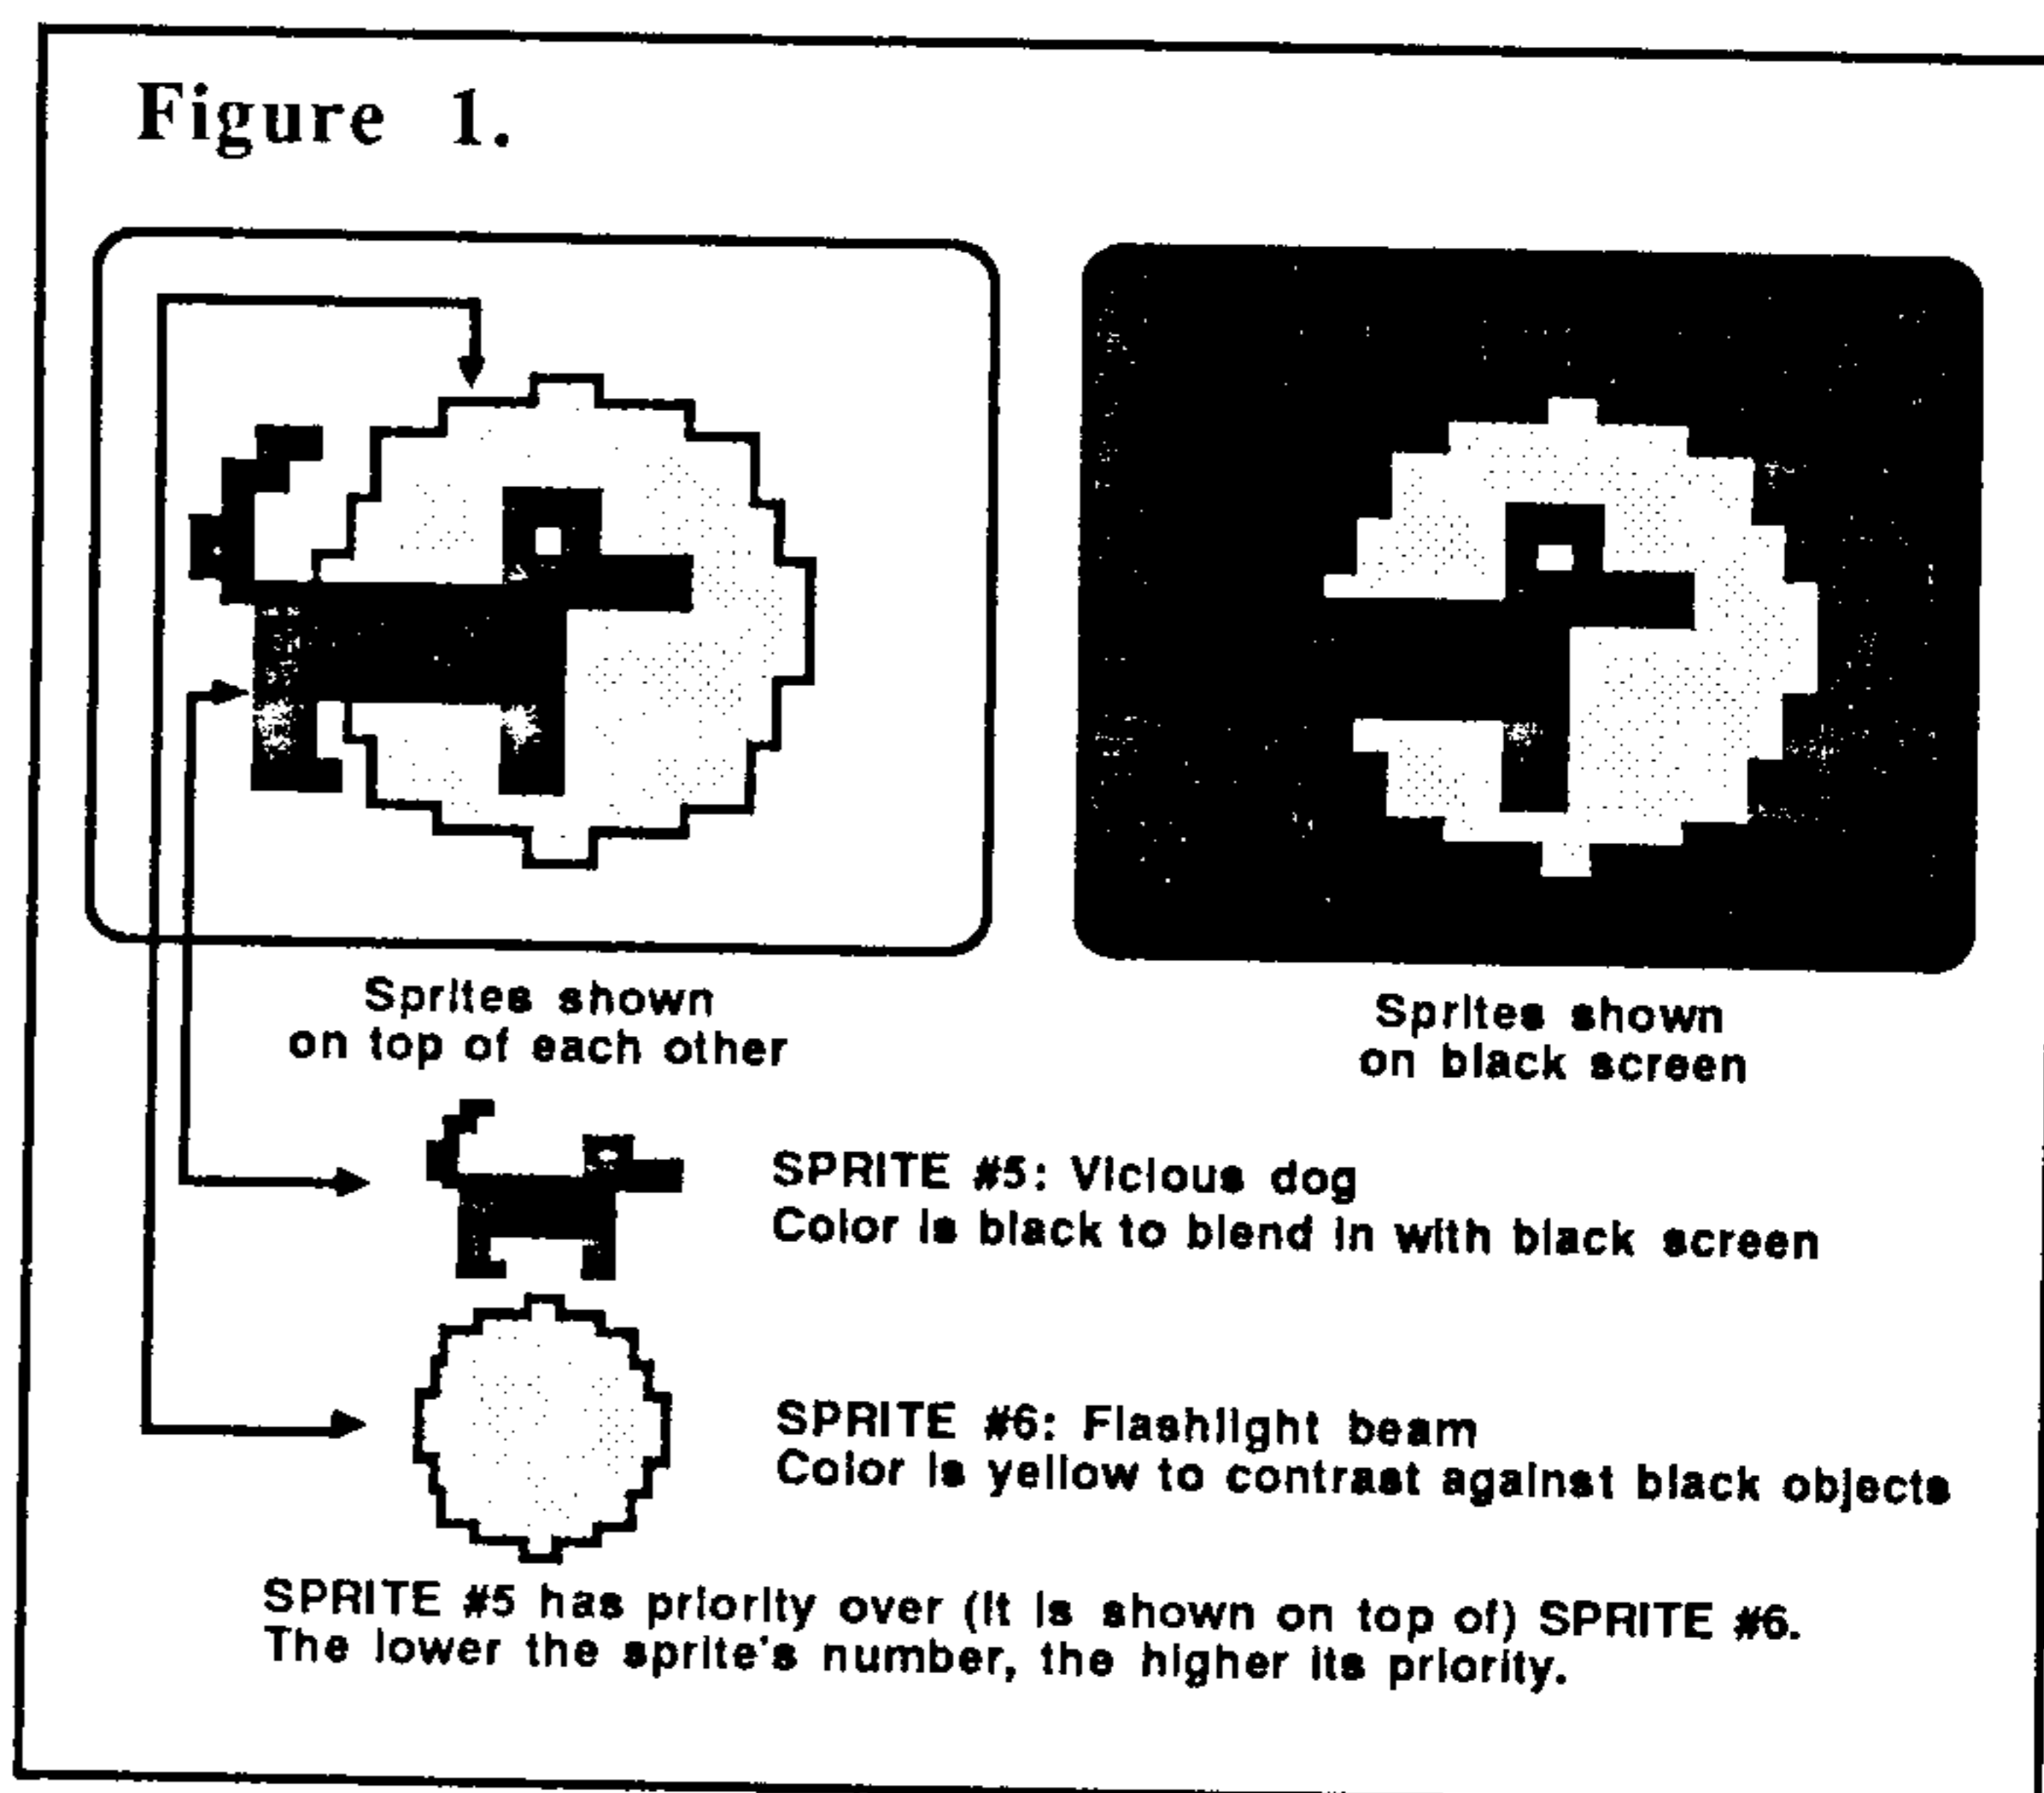 Figure 1.
Sprites shown
on top of each other
Sprites shown
on black screen
SPRITE #5: Vicious dog
Color is black to blend in with black screen
SPRITE #6: Flashlight beam
Color is yellow to contrast against black objects
SPRITE #5 has priority over (it is shown on top of) SPRITE #6.
The lower the sprite's number, the higher its priority.